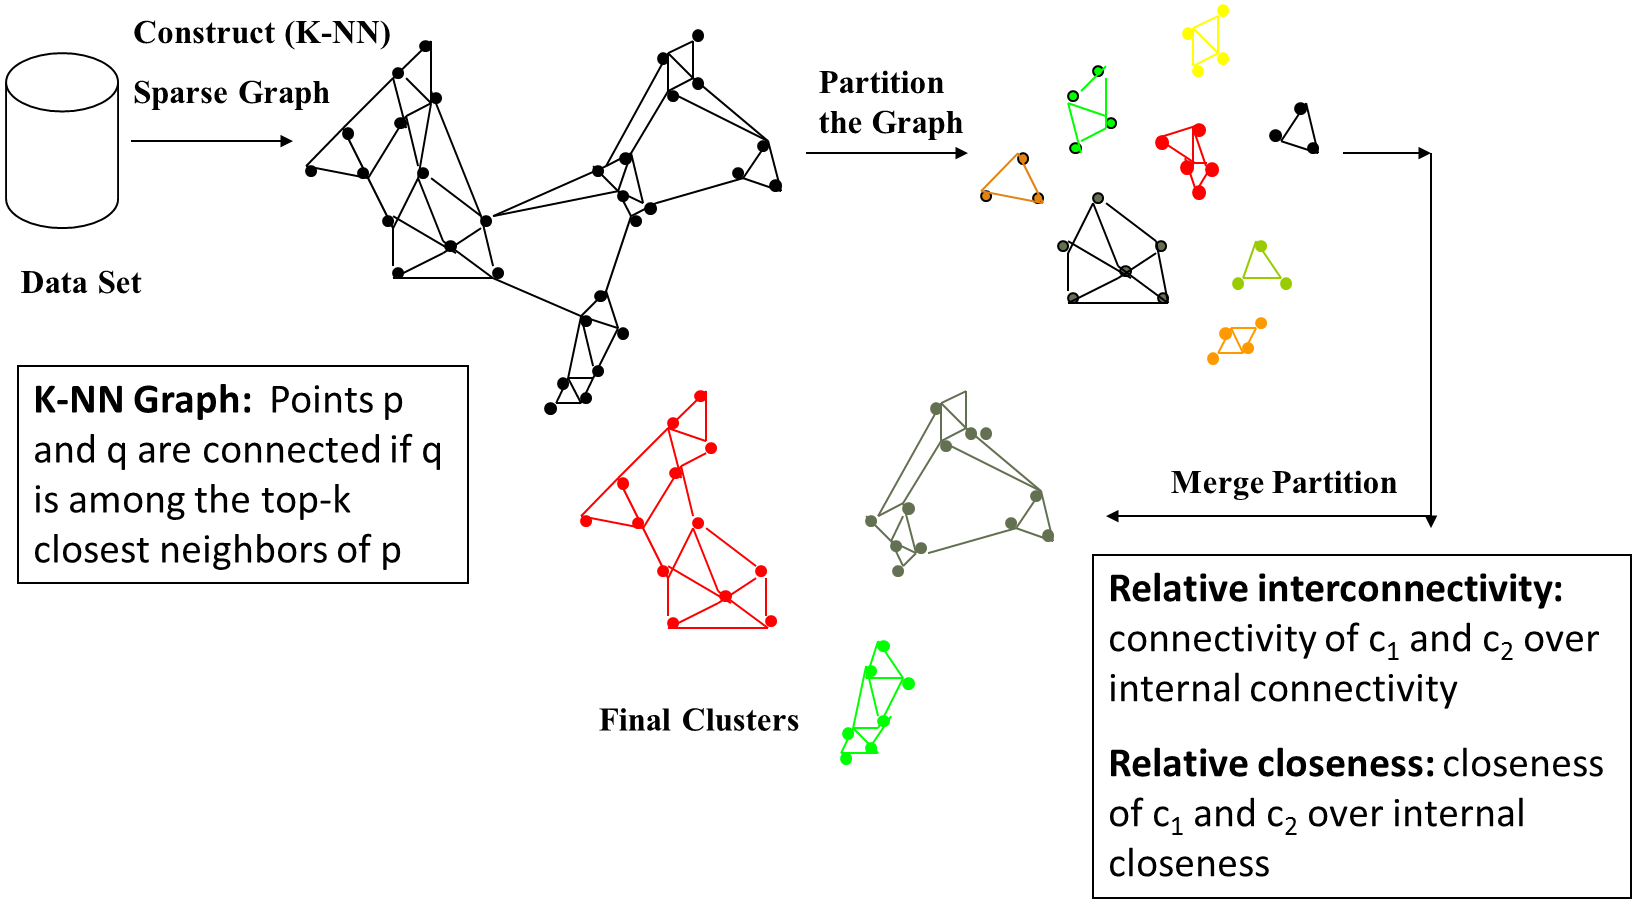 Construct (K-NN)
Sparse Graph
Data Set
Partition
the Graph
K-NN Graph: Points p
and q are connected if q
is among the top-k
closest neighbors of p
Merge Partition
Final Clusters
Relative interconnectivity:
connectivity of c1 and c2 over
internal connectivity
Relative closeness: closeness
of c1 and c2 over internal
closeness